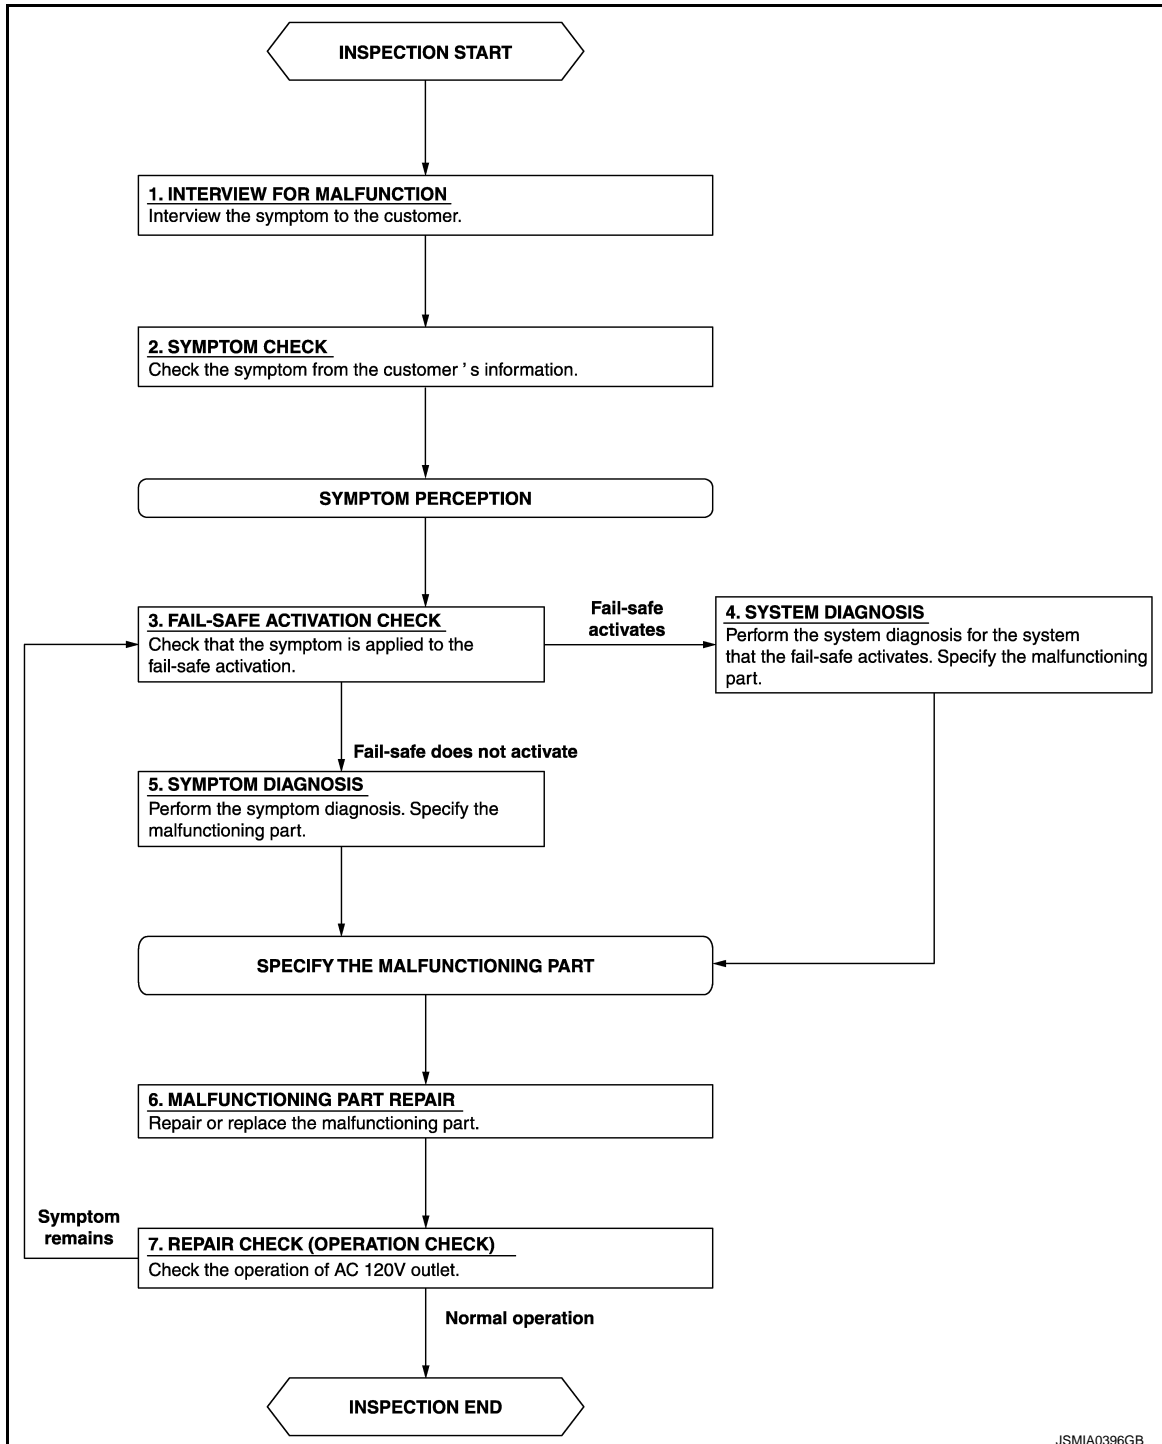 INSPECTION START
1. INTERVIEW FOR MALFUNCTION
Interview the symptom to the customer.
2. SYMPTOM CHECK
Check the symptom from the customer ' s information.
SYMPTOM PERCEPTION
3. FAIL-SAFE ACTIVATION CHECK
Check that the symptom is applied to the
fail-safe activation.
Fail-safe
activates
4. SYSTEM DIAGNOSIS
Perform the system diagnosis for the system
that the fail-safe activates. Specify the malfunctioning
part.
Fail-safe does not activate
5. SYMPTOM DIAGNOSIS
Perform the symptom diagnosis. Specify the
malfunctioning part.
SPECIFY THE MALFUNCTIONING PART
6. MALFUNCTIONING PART REPAIR
Repair or replace the malfunctioning part.
Symptom
remains
7. REPAIR CHECK (OPERATION CHECK)
Check the operation of AC 120V outlet.
Normal operation
INSPECTION END
JSMIA0396GB